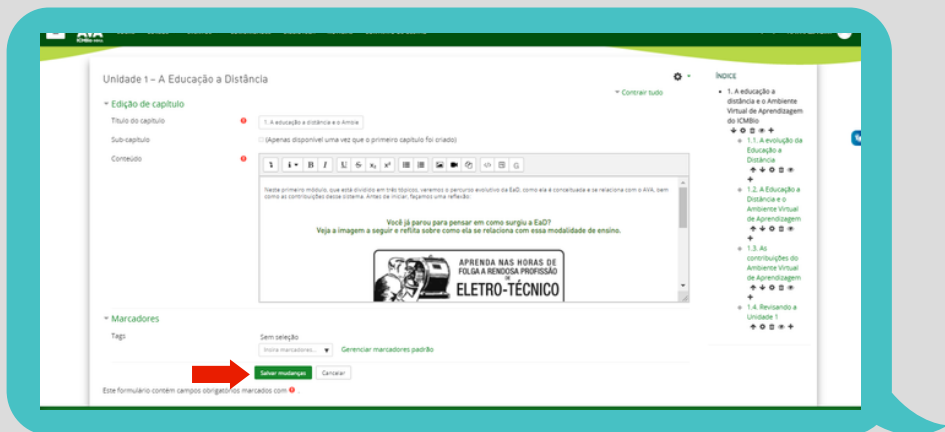 AVA
ICMBio
Unidade 1 – A Educação a Distância
Contrair tudo
Edição de capítulo
Título do capítulo
1. A educação a distância e o Ambie
Sub-capítulo
(Apenas disponível uma vez que o primeiro capítulo foi criado)
Conteúdo
B I U S x₂ x² G
Neste primeiro módulo, que está dividido em três tópicos, veremos o percurso evolutivo da EaD, como ela é conceituada e se relaciona com o AVA, bem
como as contribuições desse sistema. Antes de iniciar, façamos uma reflexão:
Você já parou para pensar em como surgiu a EaD?
Veja a imagem a seguir e reflita sobre como ela se relaciona com essa modalidade de ensino.
APRENDA NAS HORAS DE
FOLGA A RENDOSA PROFISSÃO
DE
ELETRO-TÉCNICO
Marcadores
Tags
Sem seleção
Insira marcadores...
Gerenciar marcadores padrão
Salvar mudanças
Cancelar
Este formulário contém campos obrigatórios marcados com
ÍNDICE
1. A educação a
distância e o Ambiente
Virtual de Aprendizagem
do ICMBio
1.1. A evolução da
Educação a
Distância
1.2. A Educação a
Distância e o
Ambiente Virtual
de Aprendizagem
1.3. As
contribuições do
Ambiente Virtual
de Aprendizagem
1.4. Revisando a
Unidade 1